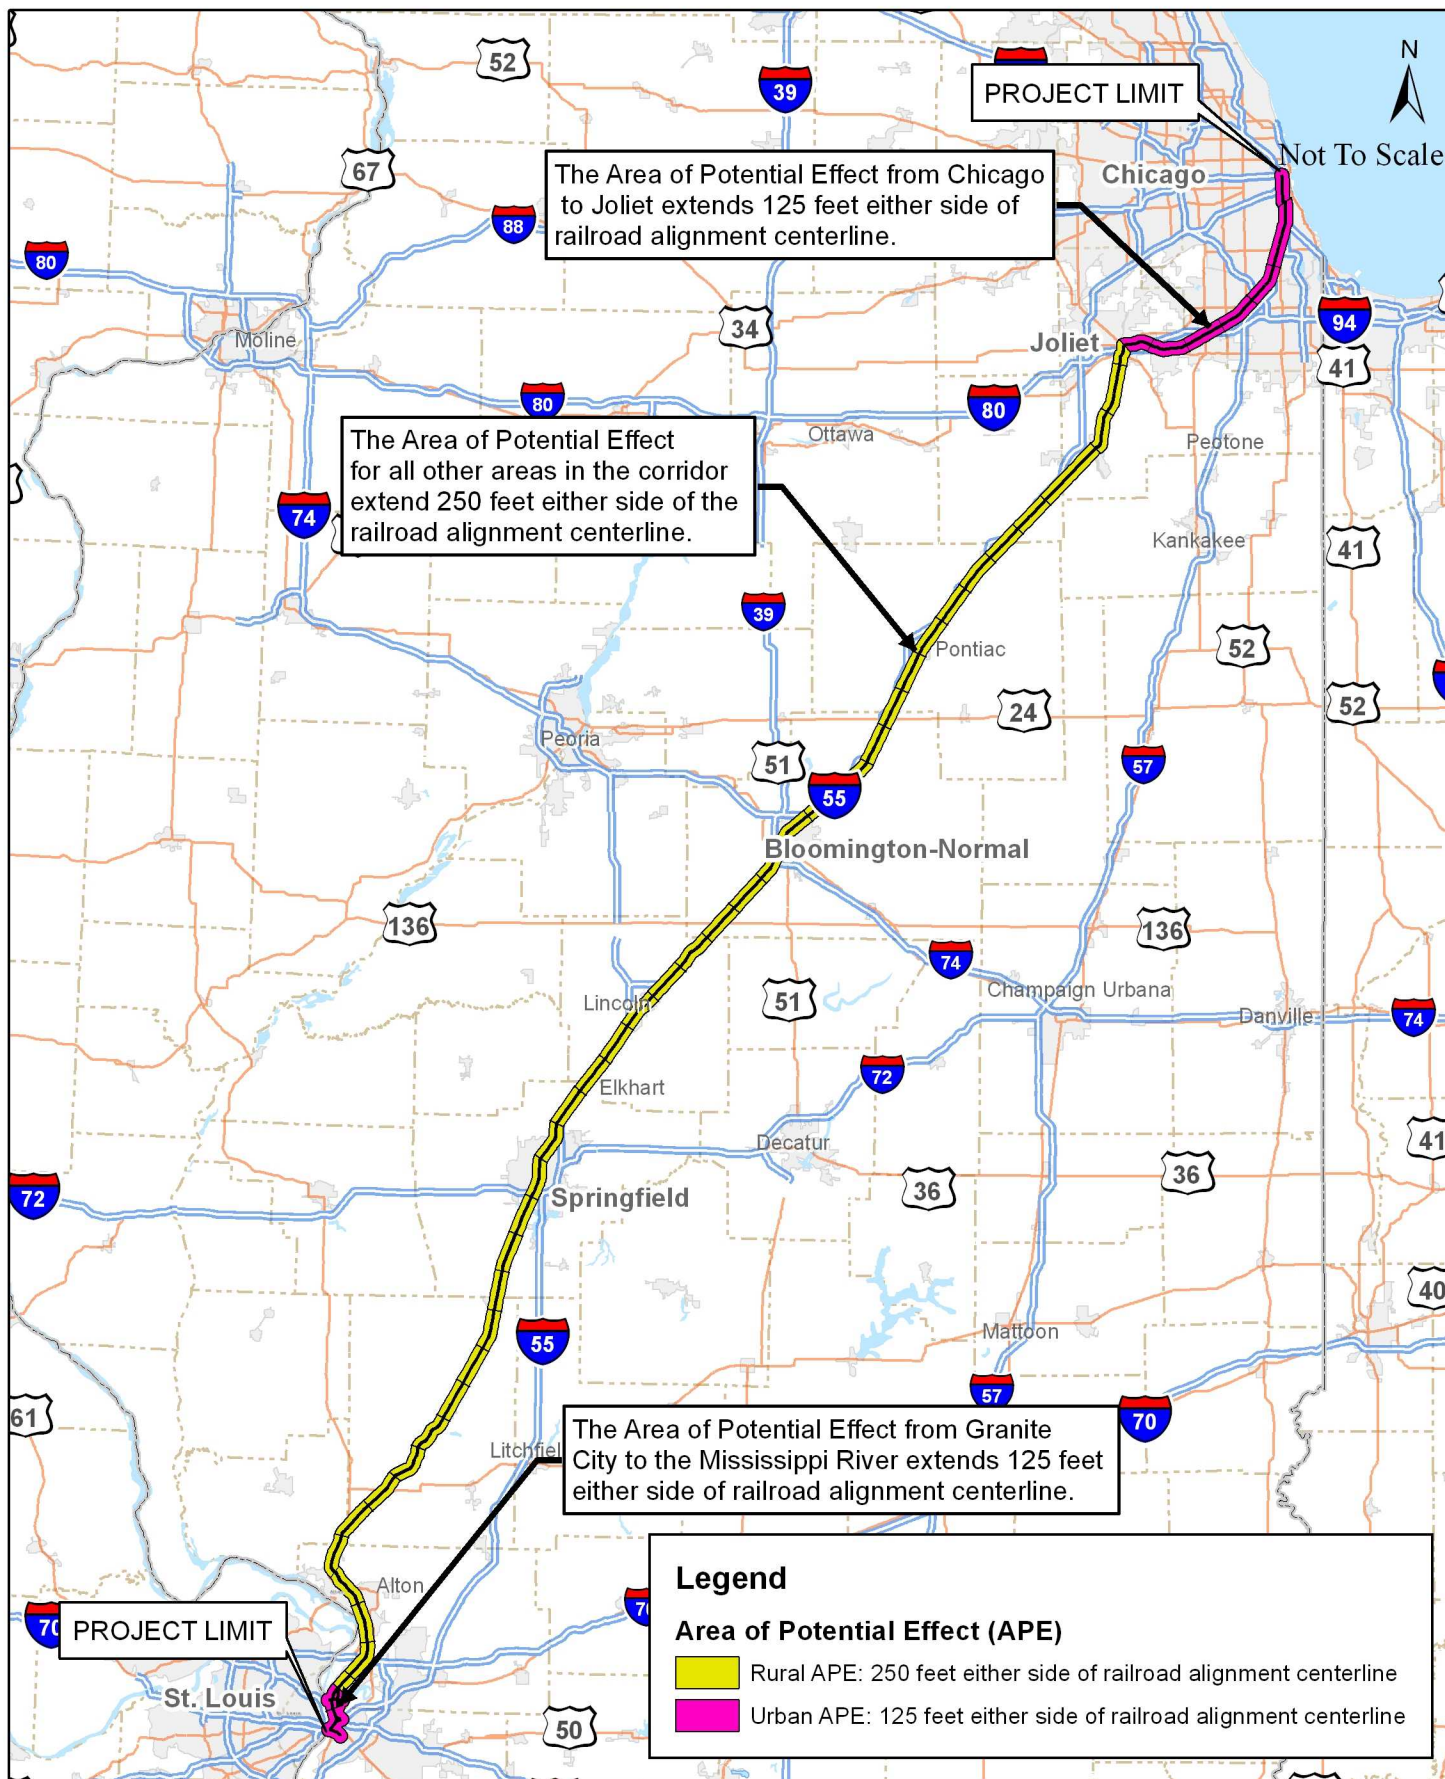 52
39
N
PROJECT LIMIT
Not To Scale
67
The Area of Potential Effect from Chicago
to Joliet extends 125 feet either side of
railroad alignment centerline.
Chicago
88
80
34
94
Moline
Joliet
41
80
80
The Area of Potential Effect
for all other areas in the corridor
extend 250 feet either side of the
railroad alignment centerline.
Ottawa
Peotone
74
Kankakee
41
39
52
Pontiac
52
24
Peoria
51
57
55
Bloomington-Normal
136
136
74
Lincoln
51
Champaign Urbana
Danville
74
72
Elkhart
Decatur
41
72
Springfield
36
36
40
55
Mattoon
57
61
70
The Area of Potential Effect from Granite
City to the Mississippi River extends 125 feet
either side of railroad alignment centerline.
Litchfiel
Legend
Alton
Area of Potential Effect (APE)
70
70
PROJECT LIMIT
Rural APE: 250 feet either side of railroad alignment centerline
St. Louis
Urban APE: 125 feet either side of railroad alignment centerline
50